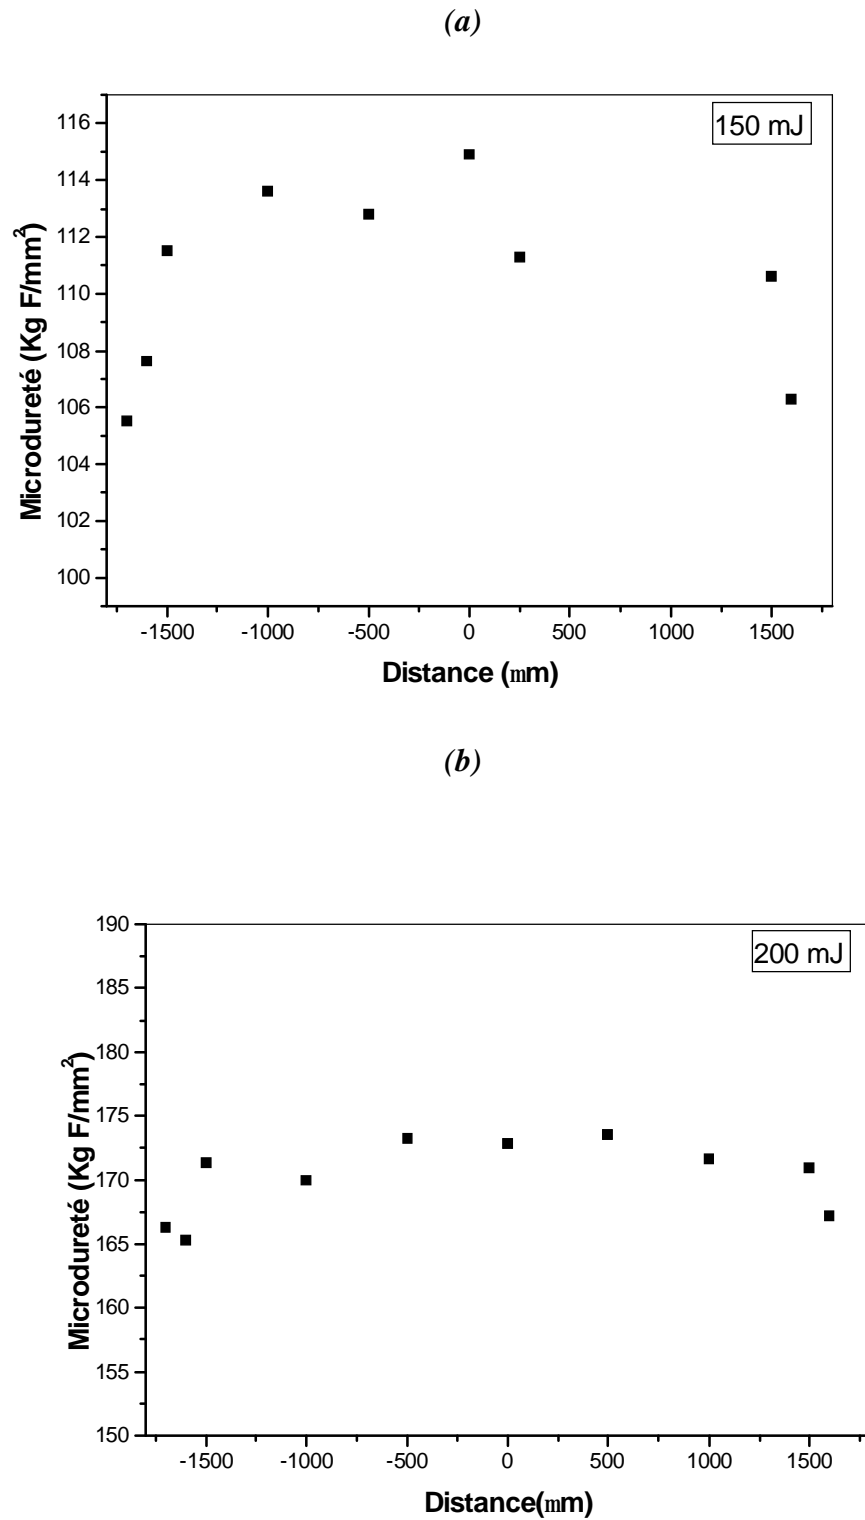 (a)
150 mJ
116
114
112
110
108
106
104
102
100
Microdureté (Kg F/mm²)
-1500 -1000 -500 0 500 1000 1500
Distance (mm)
(b)
200 mJ
190
185
180
175
170
165
160
155
150
Microdureté (Kg F/mm²)
-1500 -1000 -500 0 500 1000 1500
Distance(mm)